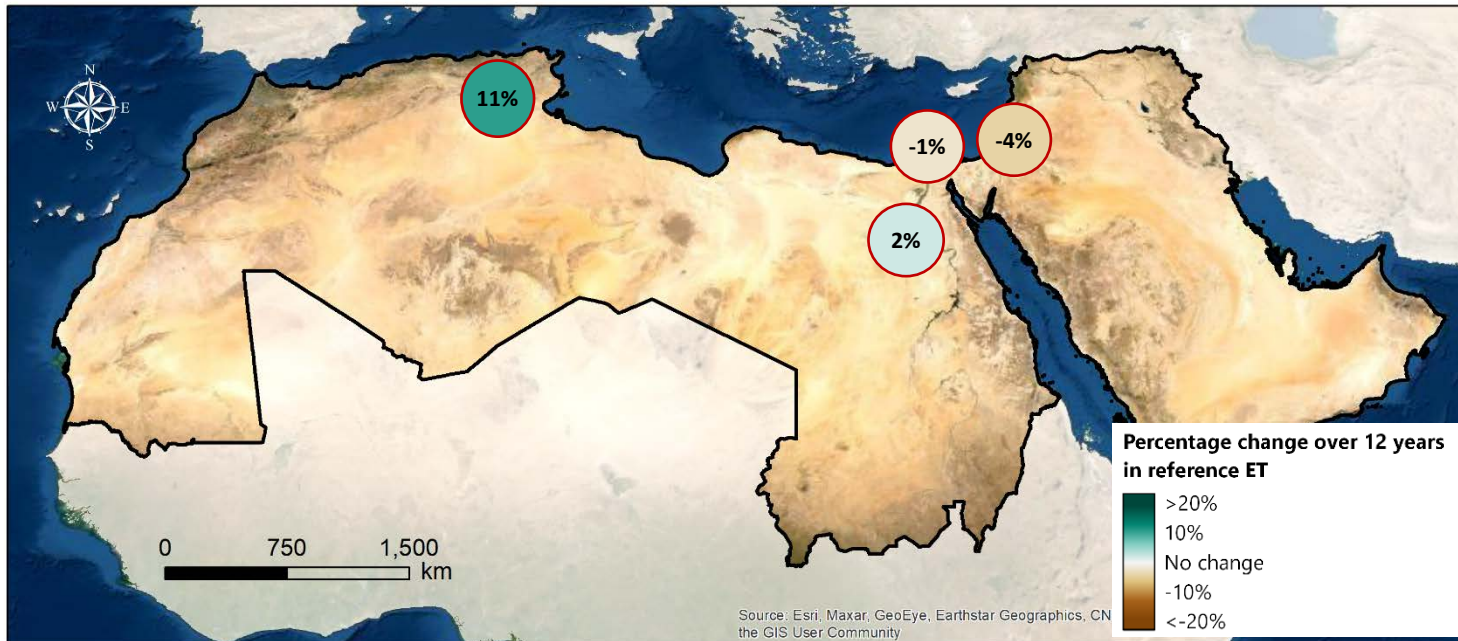 N
W E
S
11%
-1%
-4%
2%
0 750 1,500
km
Percentage change over 12 years
in reference ET
>20%
10%
No change
-10%
<-20%
Source: Esri, Maxar, GeoEye, Earthstar Geographics, CN
the GIS User Community